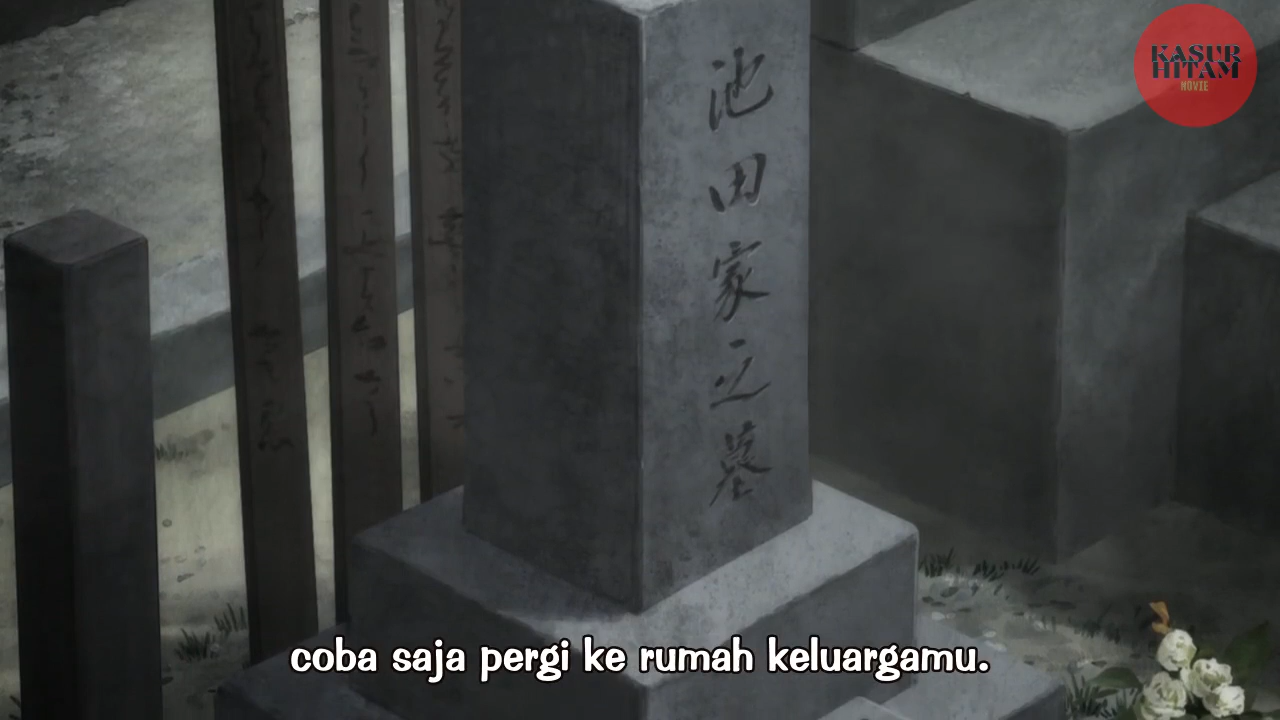 KASUR
HITAM
MOVIE
池田家之墓
coba saja pergi ke rumah keluargamu.